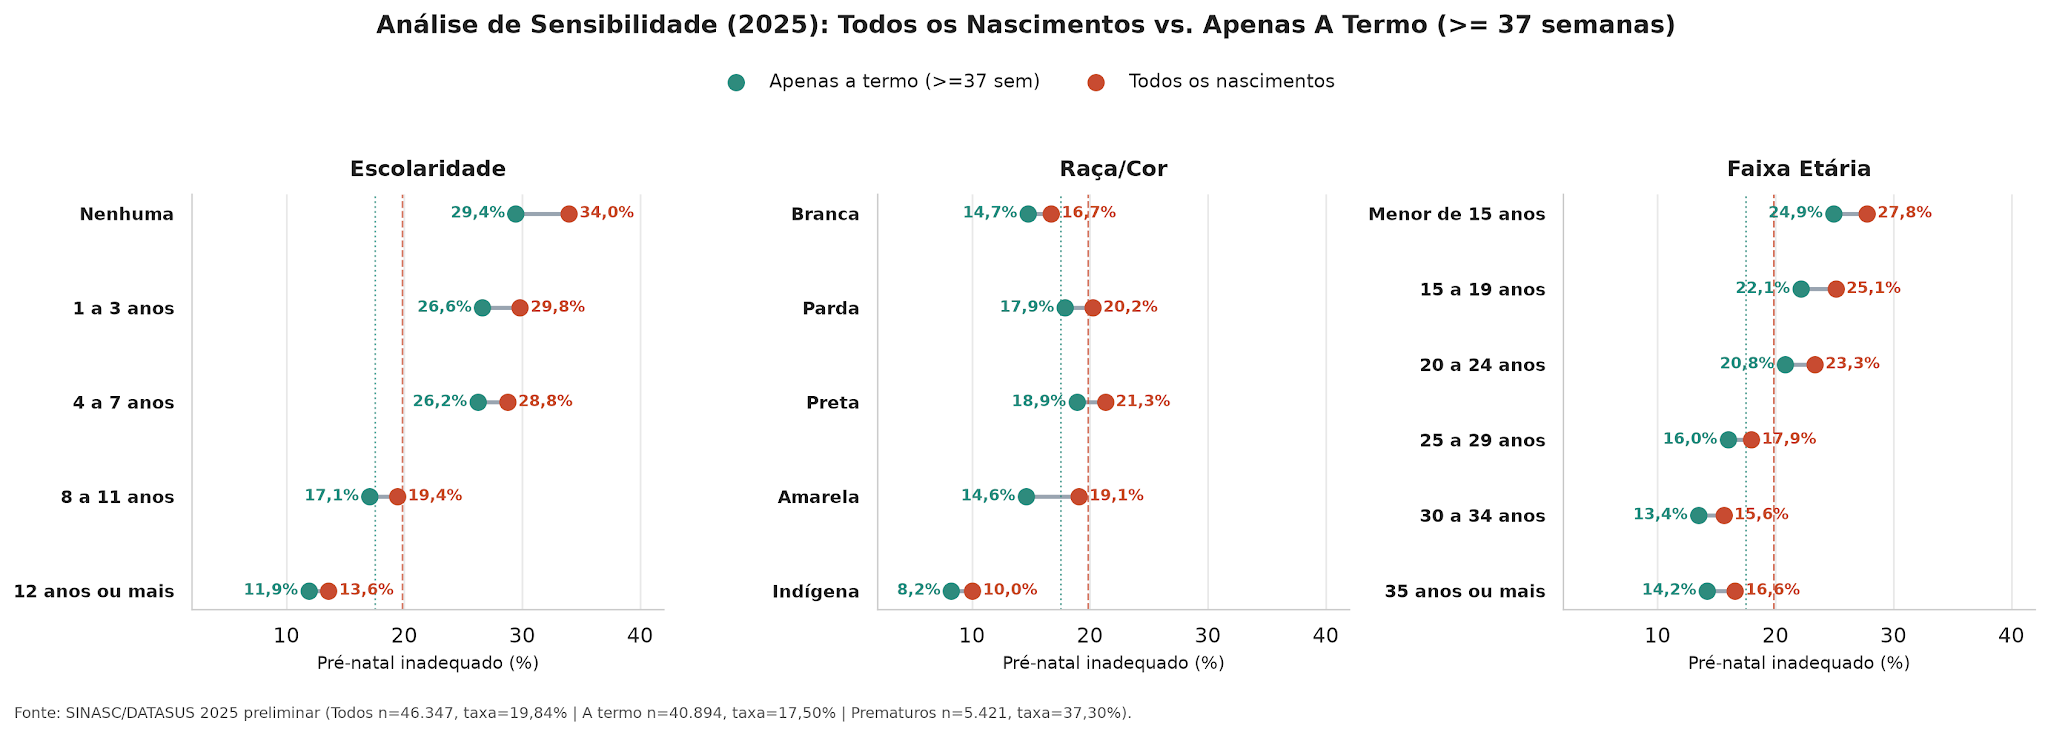 Análise de Sensibilidade (2025): Todos os Nascimentos vs. Apenas A Termo (>= 37 semanas)
Apenas a termo (>=37 sem)
Todos os nascimentos
Escolaridade
Nenhuma
29,4%
34,0%
1 a 3 anos
26,6%
29,8%
4 a 7 anos
26,2%
28,8%
8 a 11 anos
17,1%
19,4%
12 anos ou mais
11,9%
13,6%
10 20 30 40
Pré-natal inadequado (%)
Raça/Cor
Branca
14,7%
16,7%
Parda
17,9%
20,2%
Preta
18,9%
21,3%
Amarela
14,6%
19,1%
Indígena
8,2%
10,0%
10 20 30 40
Pré-natal inadequado (%)
Faixa Etária
Menor de 15 anos
24,9%
27,8%
15 a 19 anos
22,1%
25,1%
20 a 24 anos
20,8%
23,3%
25 a 29 anos
16,0%
17,9%
30 a 34 anos
13,4%
15,6%
35 anos ou mais
14,2%
16,6%
10 20 30 40
Pré-natal inadequado (%)
Fonte: SINASC/DATASUS 2025 preliminar (Todos n=46.347, taxa=19,84% | A termo n=40.894, taxa=17,50% | Prematuros n=5.421, taxa=37,30%).